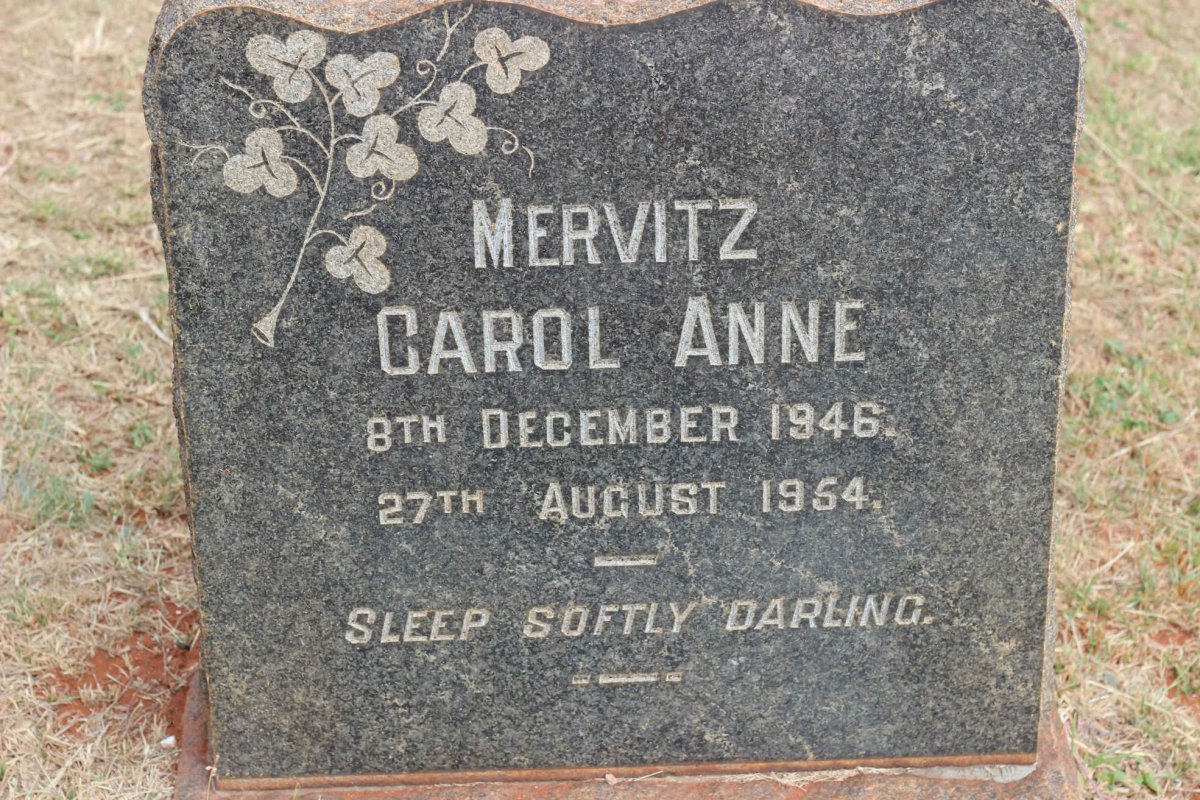 MERVITZ
CAROL ANNE
8TH DECEMBER 1946.
27TH AUGUST 1954.
SLEEP SOFTLY DARLING.